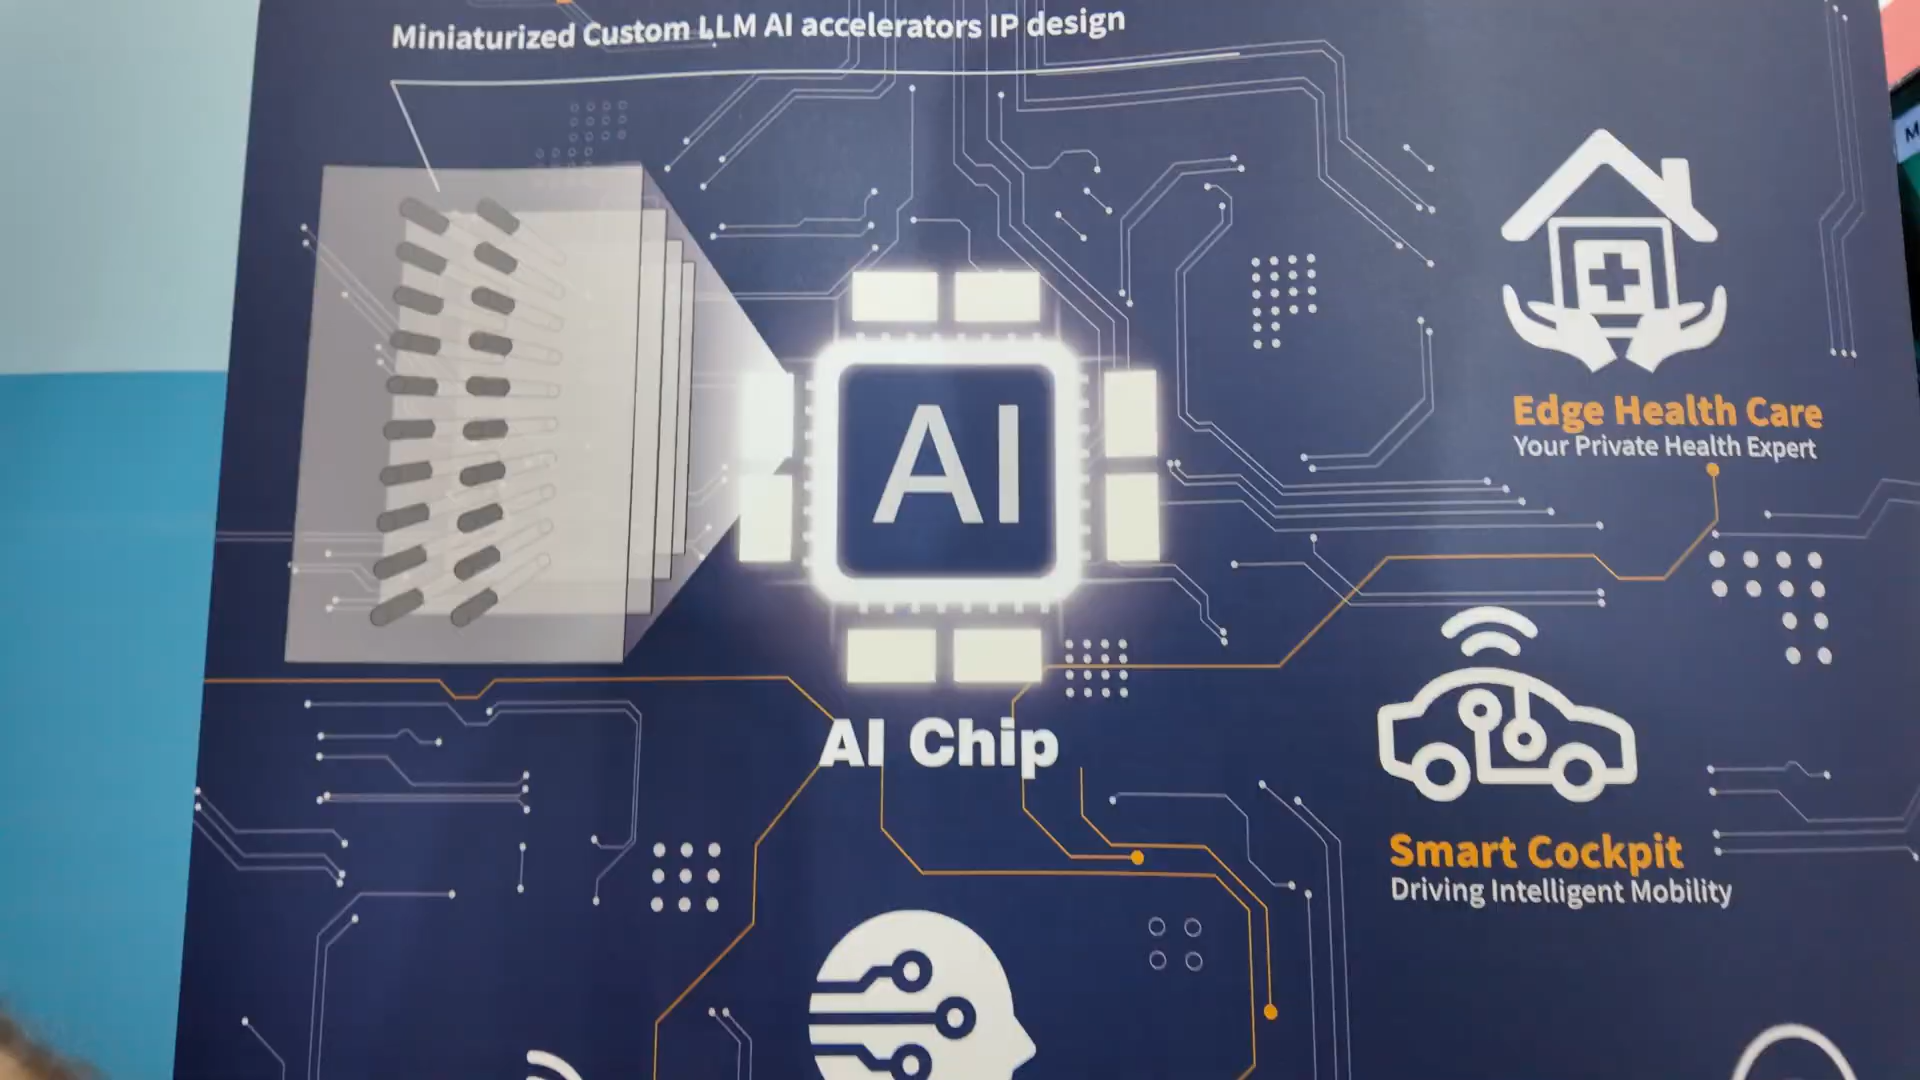 Miniaturized Custom LLM AI accelerators IP design
AI
Edge Health Care
Your Private Health Expert
AI Chip
Smart Cockpit
Driving Intelligent Mobility